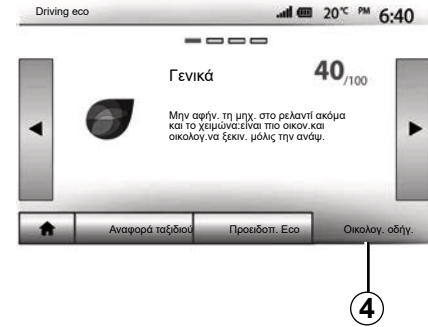 Driving eco 20°C PM 6:40
Γενικά 40/100
Μην αφήν. τη μηχ. στο ρελαντί ακόμα
και το χειμώνα:είναι πιο οικον.και
οικολογ.να ξεκιν. μόλις την ανάψ.
Αναφορά ταξιδιού Προειδοπ. Eco Οικολογ. οδήγ.
4